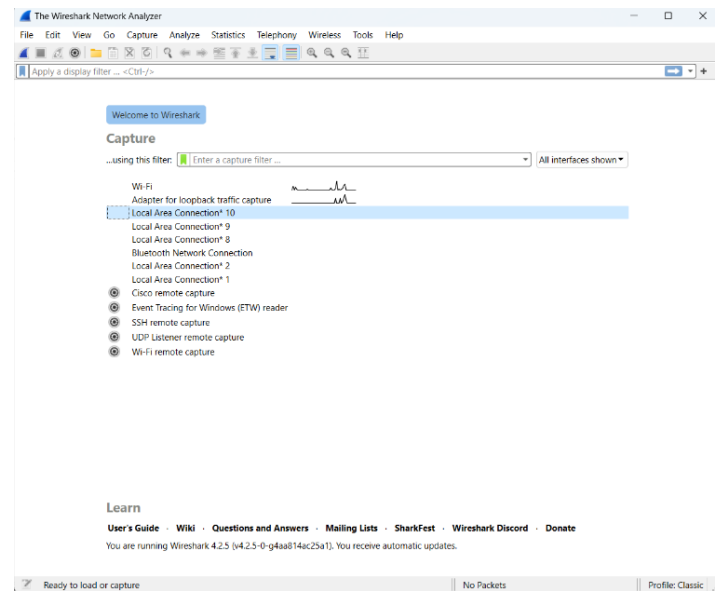 The Wireshark Network Analyzer
File Edit View Go Capture Analyze Statistics Telephony Wireless Tools Help
Apply a display filter ... <Ctrl-/>
Welcome to Wireshark
Capture
...using this filter: Enter a capture filter ... All interfaces shown
Wi-Fi
Adapter for loopback traffic capture
Local Area Connection* 10
Local Area Connection* 9
Local Area Connection* 8
Bluetooth Network Connection
Local Area Connection* 2
Local Area Connection* 1
Cisco remote capture
Event Tracing for Windows (ETW) reader
SSH remote capture
UDP Listener remote capture
Wi-Fi remote capture
Learn
User's Guide · Wiki · Questions and Answers · Mailing Lists · SharkFest · Wireshark Discord · Donate
You are running Wireshark 4.2.5 (v4.2.5-0-g4aa814ac25a1). You receive automatic updates.
Ready to load or capture No Packets Profile: Classic